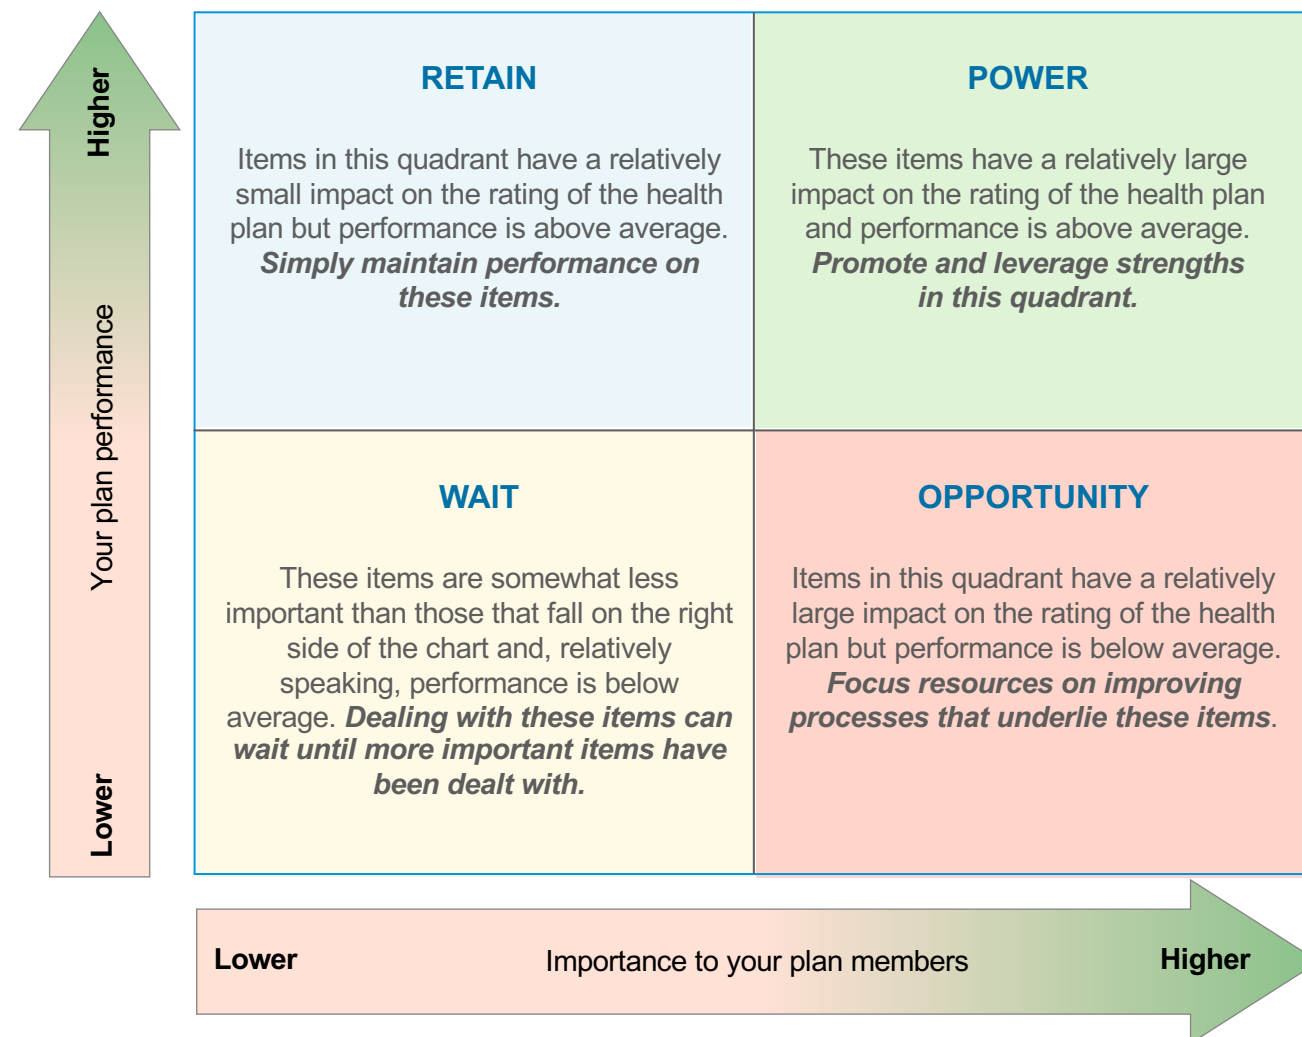 Higher
Your plan performance
Lower
RETAIN
Items in this quadrant have a relatively
small impact on the rating of the health
plan but performance is above average.
Simply maintain performance on
these items.
POWER
These items have a relatively large
impact on the rating of the health plan
and performance is above average.
Promote and leverage strengths
in this quadrant.
WAIT
These items are somewhat less
important than those that fall on the right
side of the chart and, relatively
speaking, performance is below
average. Dealing with these items can
wait until more important items have
been dealt with.
OPPORTUNITY
Items in this quadrant have a relatively
large impact on the rating of the health
plan but performance is below average.
Focus resources on improving
processes that underlie these items.
Lower
Importance to your plan members
Higher